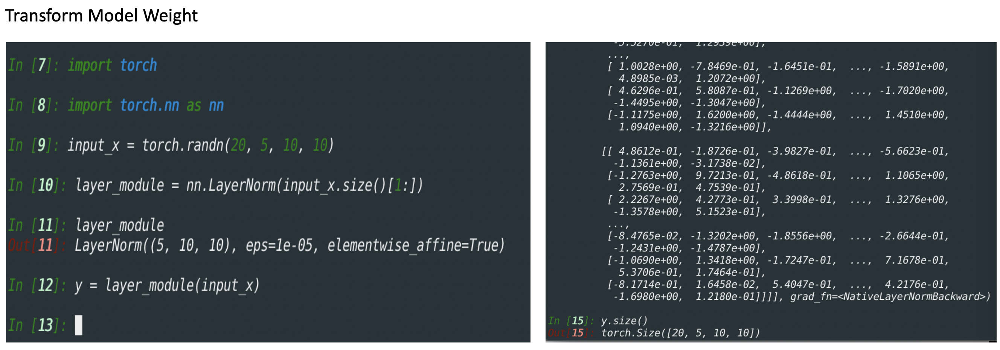 Transform Model Weight
In [7]: import torch
In [8]: import torch.nn as nn
In [9]: input_x = torch.randn(20, 5, 10, 10)
In [10]: layer_module = nn.LayerNorm(input_x.size()[1:])
In [11]: layer_module
Out[11]: LayerNorm((5, 10, 10), eps=1e-05, elementwise_affine=True)
In [12]: y = layer_module(input_x)
In [13]:
-5.5270e-01, 1.2959e+00],
...,
[ 1.0028e+00, -7.8469e-01, -1.6451e-01, ..., -1.5891e+00,
4.8985e-03, 1.2072e+00],
[ 4.6296e-01, 5.8087e-01, -1.1269e+00, ..., -1.7020e+00,
-1.4495e+00, -1.3047e+00],
[-1.1175e+00, 1.6200e+00, -1.4444e+00, ..., 1.4510e+00,
1.0940e+00, -1.3216e+00]],
[[ 4.8612e-01, -1.8726e-01, -3.9827e-01, ..., -5.6623e-01,
-1.1361e+00, -3.1738e-02],
[-1.2763e+00, 9.7213e-01, -4.8618e-01, ..., 1.1065e+00,
2.7569e-01, 4.7539e-01],
[ 2.2267e+00, 4.2773e-01, 3.3998e-01, ..., 1.3276e+00,
-1.3578e+00, 5.1523e-01],
...,
[-8.4765e-02, -1.3202e+00, -1.8556e+00, ..., -2.6644e-01,
-1.2431e+00, -1.4787e+00],
[-1.0690e+00, 1.3418e+00, -1.7247e-01, ..., 7.1678e-01,
5.3706e-01, 1.7464e-01],
[-8.1714e-01, 1.6458e-02, 5.4047e-01, ..., 4.2176e-01,
-1.6980e+00, 1.2180e-01]]]], grad_fn=<NativeLayerNormBackward>)
In [15]: y.size()
Out[15]: torch.Size([20, 5, 10, 10])